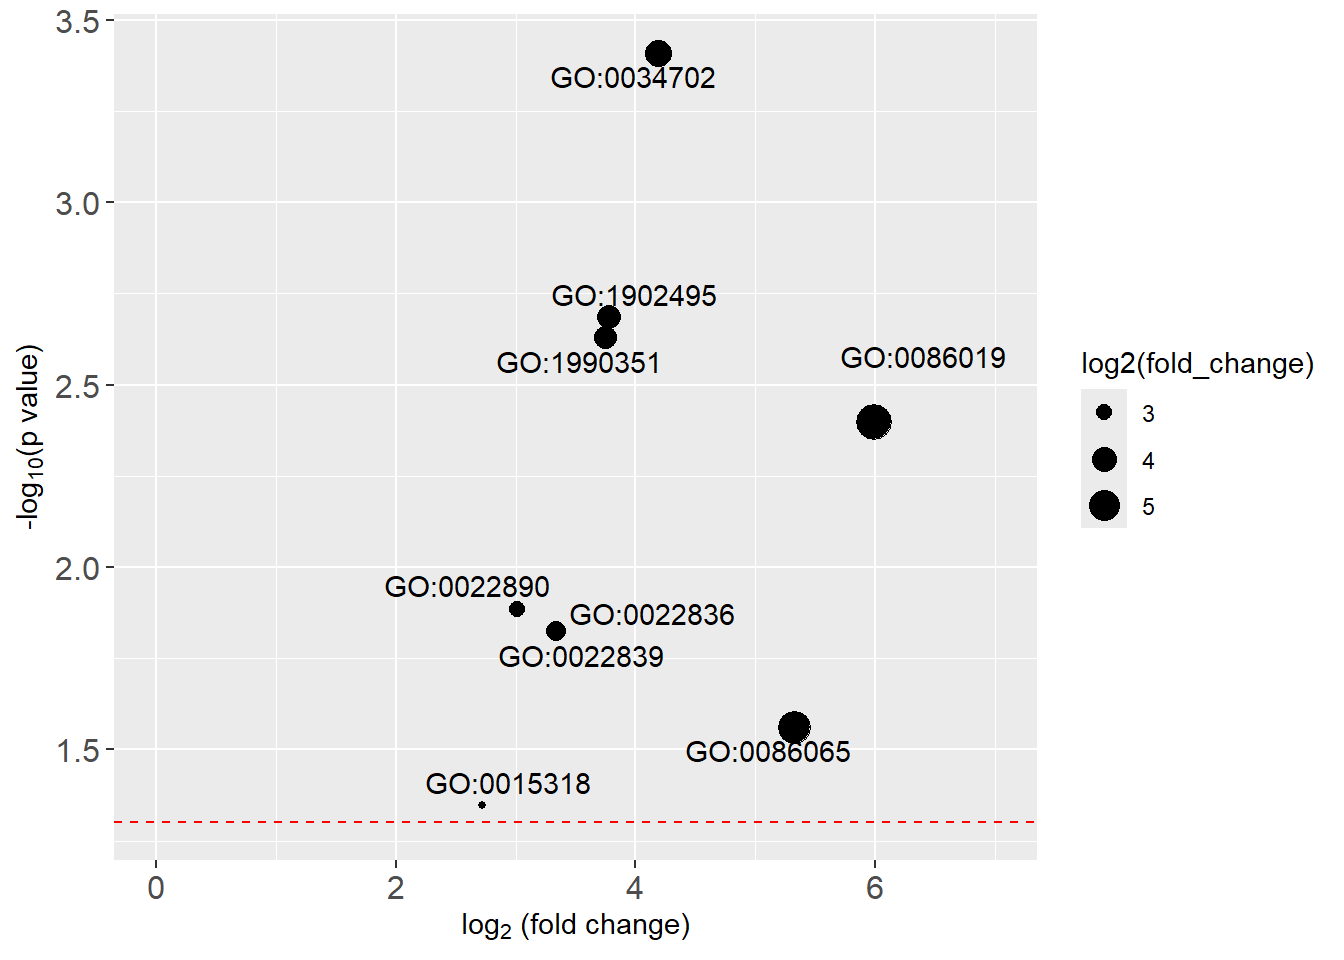 3.5
GO:0034702
3.0
GO:1902495
GO:1990351
GO:0086019
2.5
-log10(p value)
log2(fold_change)
3
4
5
2.0
GO:0022890
GO:0022836
GO:0022839
1.5
GO:0086065
GO:0015318
0
2
4
6
log2 (fold change)